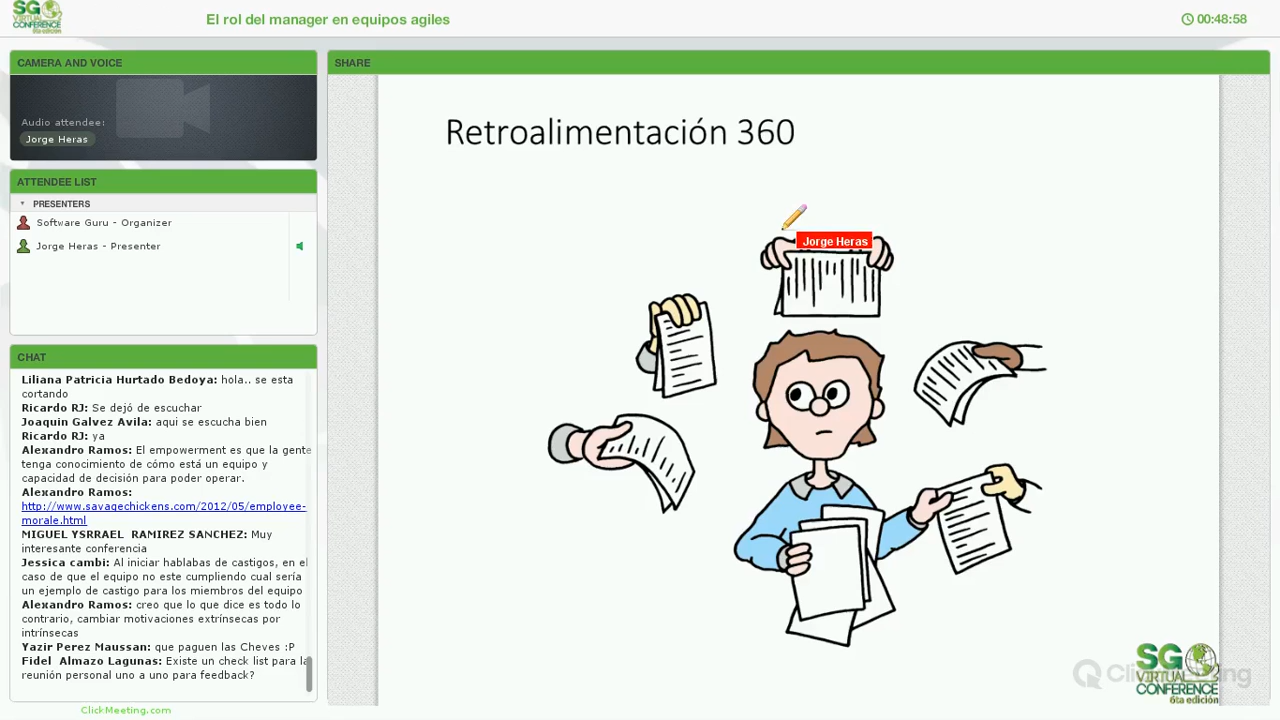 SG
VIRTUAL
CONFERENCE
6ta edición
El rol del manager en equipos agiles
00:48:58
CAMERA AND VOICE
Audio attendee:
Jorge Heras
ATTENDEE LIST
PRESENTERS
Software Guru - Organizer
Jorge Heras - Presenter
CHAT
Liliana Patricia Hurtado Bedoya: hola.. se esta
cortando
Ricardo RJ: Se dejó de escuchar
Joaquin Galvez Avila: aqui se escucha bien
Ricardo RJ: ya
Alexandro Ramos: El empowerment es que la gente
tenga conocimiento de cómo está un equipo y
capacidad de decisión para poder operar.
Alexandro Ramos:
http://www.savagechickens.com/2012/05/employee-
morale.html
MIGUEL YSRRAEL RAMIREZ SANCHEZ: Muy
interesante conferencia
Jessica cambi: Al iniciar hablabas de castigos, en el
caso de que el equipo no este cumpliendo cual sería
un ejemplo de castigo para los miembros del equipo
Alexandro Ramos: creo que lo que dice es todo lo
contrario, cambiar motivaciones extrínsecas por
intrínsecas
Yazir Perez Maussan: que paguen las Cheves :P
Fidel Almazo Lagunas: Existe un check list para la
reunión personal uno a uno para feedback?
ClickMeeting.com
SHARE
Retroalimentación 360
Jorge Heras
SG
VIRTUAL
CONFERENCE
6ta edición